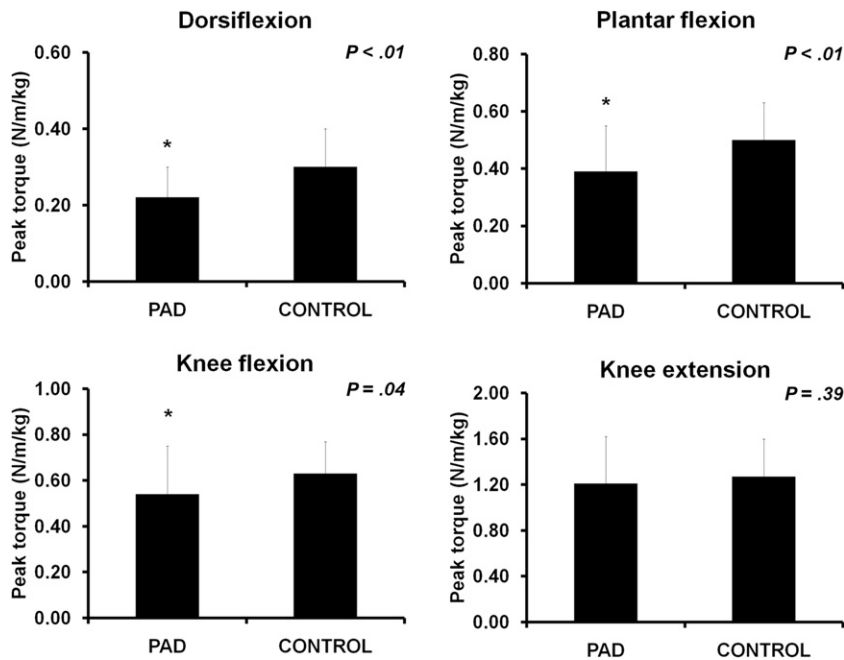 Dorsiflexion
P < .01
Peak torque (N/m/kg)
0.60
0.40
0.20
0.00
*
PAD
CONTROL
Plantar flexion
P < .01
Peak torque (N/m/kg)
0.80
0.60
0.40
0.20
0.00
*
PAD
CONTROL
Knee flexion
P = .04
Peak torque (N/m/kg)
1.00
0.80
0.60
0.40
0.20
0.00
*
PAD
CONTROL
Knee extension
P = .39
Peak torque (N/m/kg)
2.00
1.60
1.20
0.80
0.40
0.00
PAD
CONTROL